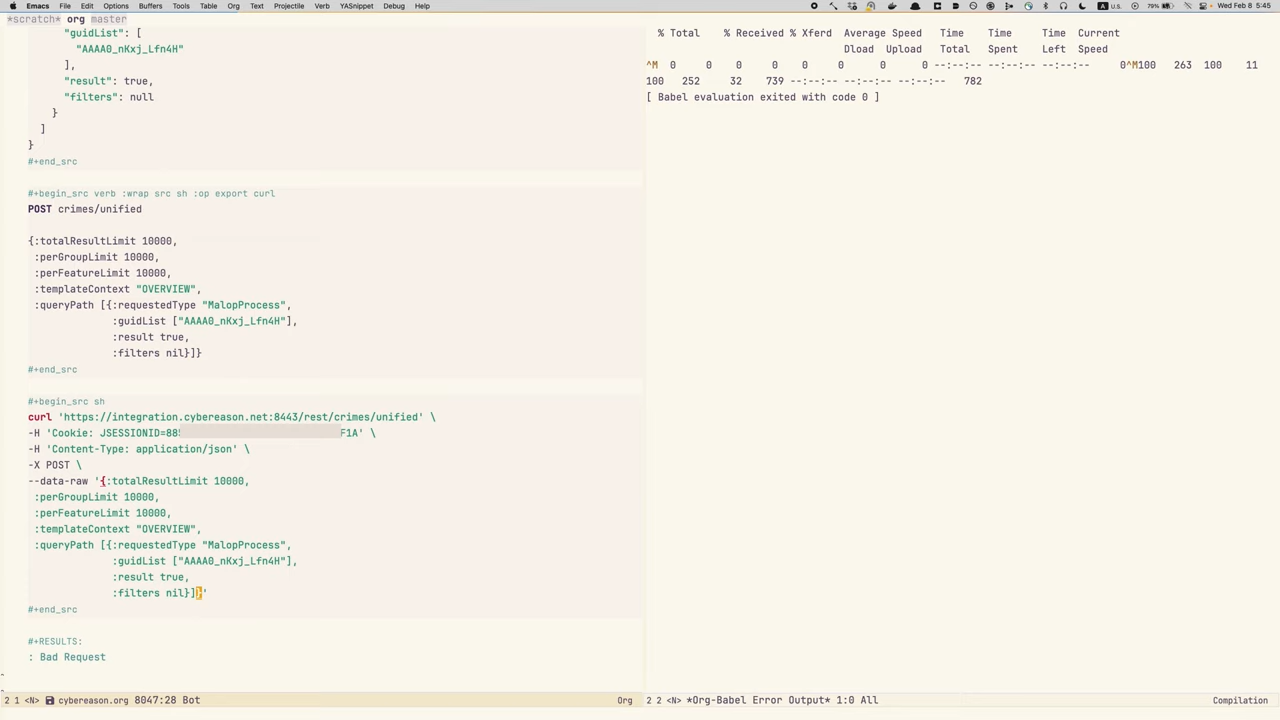 Emacs File Edit Options Buffers Tools Table Org Text Projectile Verb YASnippet Debug Help 79% U.S. Wed Feb 8 5:45
*scratch* org master
"guidList": [
"AAAA0_nKxj_Lfn4H"
],
"result": true,
"filters": null
}
]
}
#+end_src
#+begin_src verb :wrap src sh :op export curl
POST crimes/unified
{:totalResultLimit 10000,
:perGroupLimit 10000,
:perFeatureLimit 10000,
:templateContext "OVERVIEW",
:queryPath [{:requestedType "MalopProcess",
:guidList ["AAAA0_nKxj_Lfn4H"],
:result true,
:filters nil}]}
#+end_src
#+begin_src sh
curl 'https://integration.cybereason.net:8443/rest/crimes/unified' \
-H 'Cookie: JSESSIONID=88 F1A' \
-H 'Content-Type: application/json' \
-X POST \
--data-raw '{:totalResultLimit 10000,
:perGroupLimit 10000,
:perFeatureLimit 10000,
:templateContext "OVERVIEW",
:queryPath [{:requestedType "MalopProcess",
:guidList ["AAAA0_nKxj_Lfn4H"],
:result true,
:filters nil}]}'
#+end_src
#+RESULTS:
: Bad Request
2 1 <N> cybereason.org 8047:28 Bot Org
% Total % Received % Xferd Average Speed Time Time Time Current
Dload Upload Total Spent Left Speed
^M 0 0 0 0 0 0 0 0 --:--:-- --:--:-- --:--:-- 0^M100 263 100 11
100 252 32 739 --:--:-- --:--:-- --:--:-- 782
[ Babel evaluation exited with code 0 ]
2 2 <N> *Org-Babel Error Output* 1:0 All Compilation